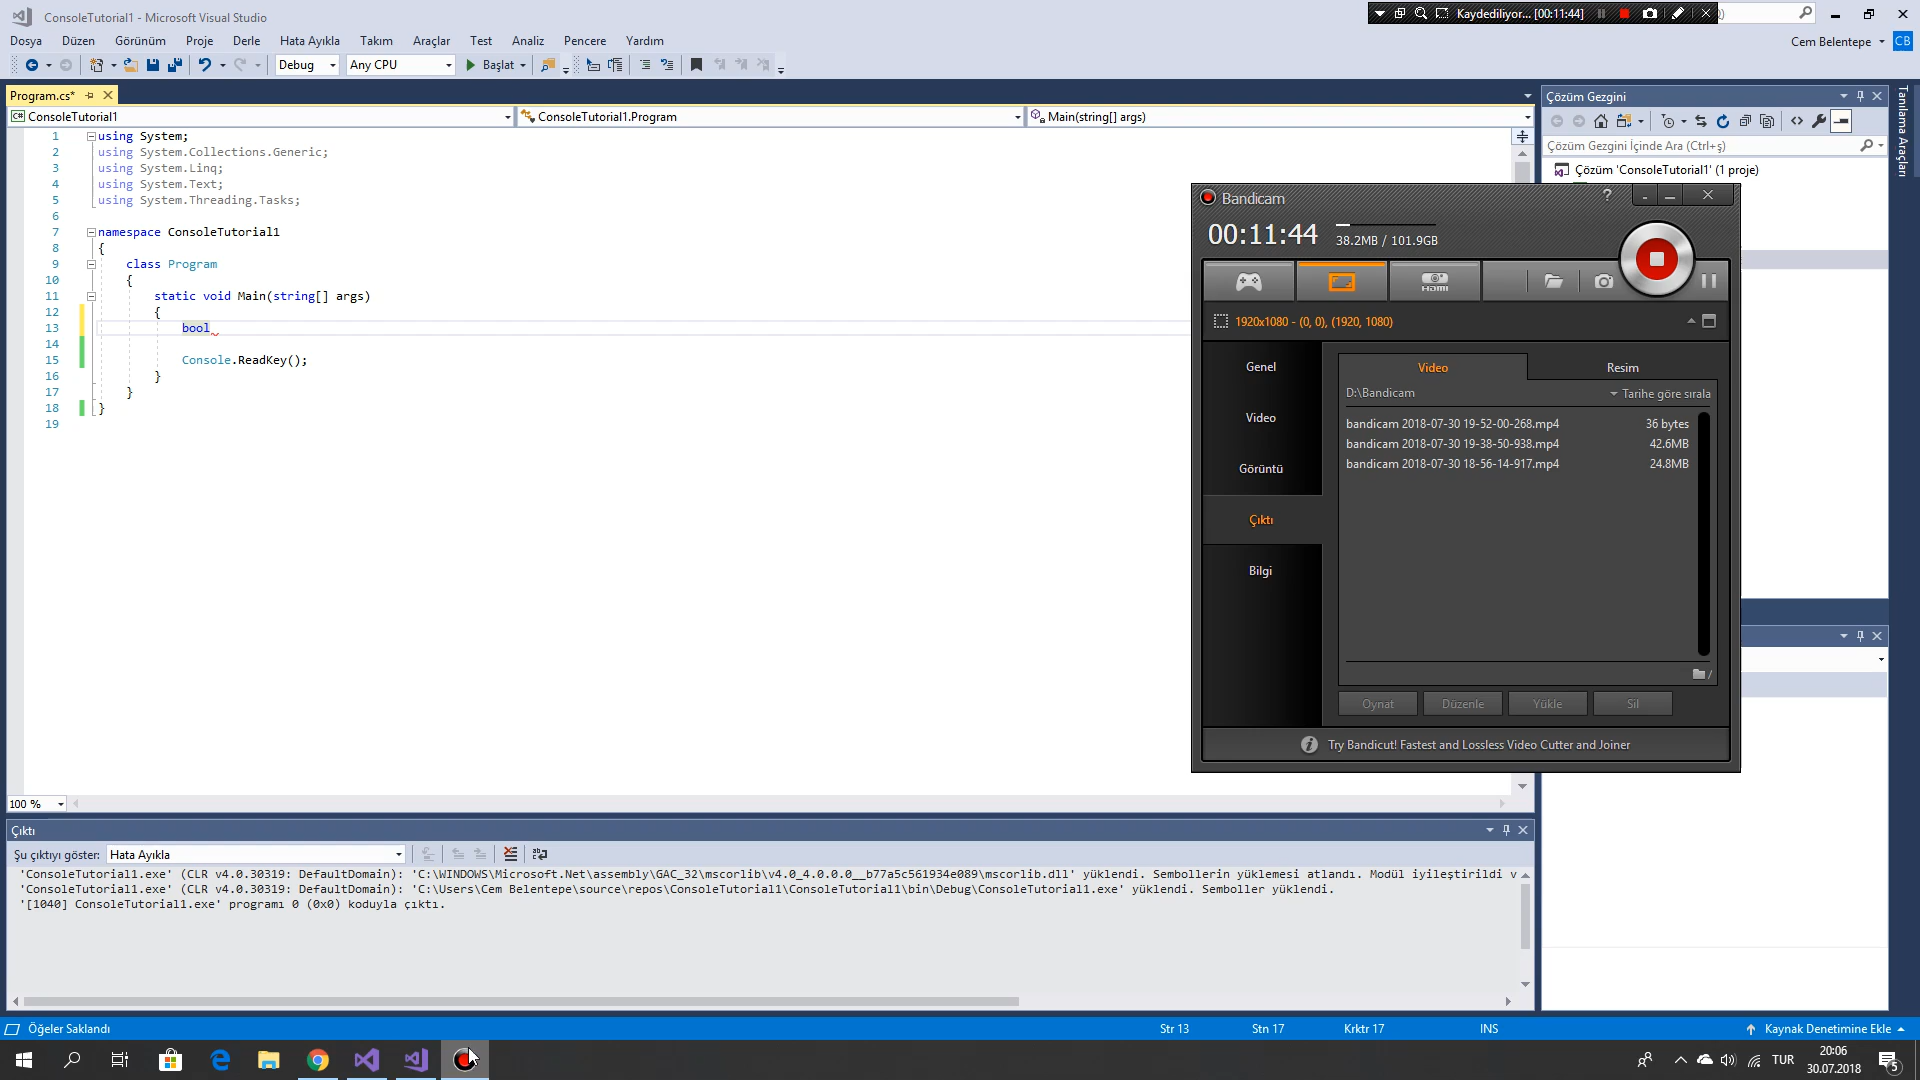 ConsoleTutorial1 - Microsoft Visual Studio
Kaydediliyor... [00:11:44]
Dosya Düzen Görünüm Proje Derle Hata Ayıkla Takım Araçlar Test Analiz Pencere Yardım
Cem Belentepe CB
Debug Any CPU Başlat
Program.cs*
ConsoleTutorial1 ConsoleTutorial1.Program Main(string[] args)
1 using System;
2 using System.Collections.Generic;
3 using System.Linq;
4 using System.Text;
5 using System.Threading.Tasks;
6
7 namespace ConsoleTutorial1
8 {
9 class Program
10 {
11 static void Main(string[] args)
12 {
13 bool
14
15 Console.ReadKey();
16 }
17 }
18 }
19
100 %
Çözüm Gezgini
Çözüm Gezgini İçinde Ara (Ctrl+ş)
Çözüm 'ConsoleTutorial1' (1 proje)
Tanılama Araçları
Bandicam
00:11:44
38.2MB / 101.9GB
HDMI
1920x1080 - (0, 0), (1920, 1080)
Genel
Video
Görüntü
Çıktı
Bilgi
Video Resim
D:\Bandicam Tarihe göre sırala
bandicam 2018-07-30 19-52-00-268.mp4 36 bytes
bandicam 2018-07-30 19-38-50-938.mp4 42.6MB
bandicam 2018-07-30 18-56-14-917.mp4 24.8MB
Oynat Düzenle Yükle Sil
Try Bandicut! Fastest and Lossless Video Cutter and Joiner
Çıktı
Şu çıktıyı göster: Hata Ayıkla
'ConsoleTutorial1.exe' (CLR v4.0.30319: DefaultDomain): 'C:\WINDOWS\Microsoft.Net\assembly\GAC_32\mscorlib\v4.0_4.0.0.0__b77a5c561934e089\mscorlib.dll' yüklendi. Sembollerin yüklemesi atlandı. Modül iyileştirildi v
'ConsoleTutorial1.exe' (CLR v4.0.30319: DefaultDomain): 'C:\Users\Cem Belentepe\source\repos\ConsoleTutorial1\ConsoleTutorial1\bin\Debug\ConsoleTutorial1.exe' yüklendi. Semboller yüklendi.
'[1040] ConsoleTutorial1.exe' programı 0 (0x0) koduyla çıktı.
Öğeler Saklandı Str 13 Stn 17 Krktr 17 INS Kaynak Denetimine Ekle
TUR
20:06
30.07.2018
5